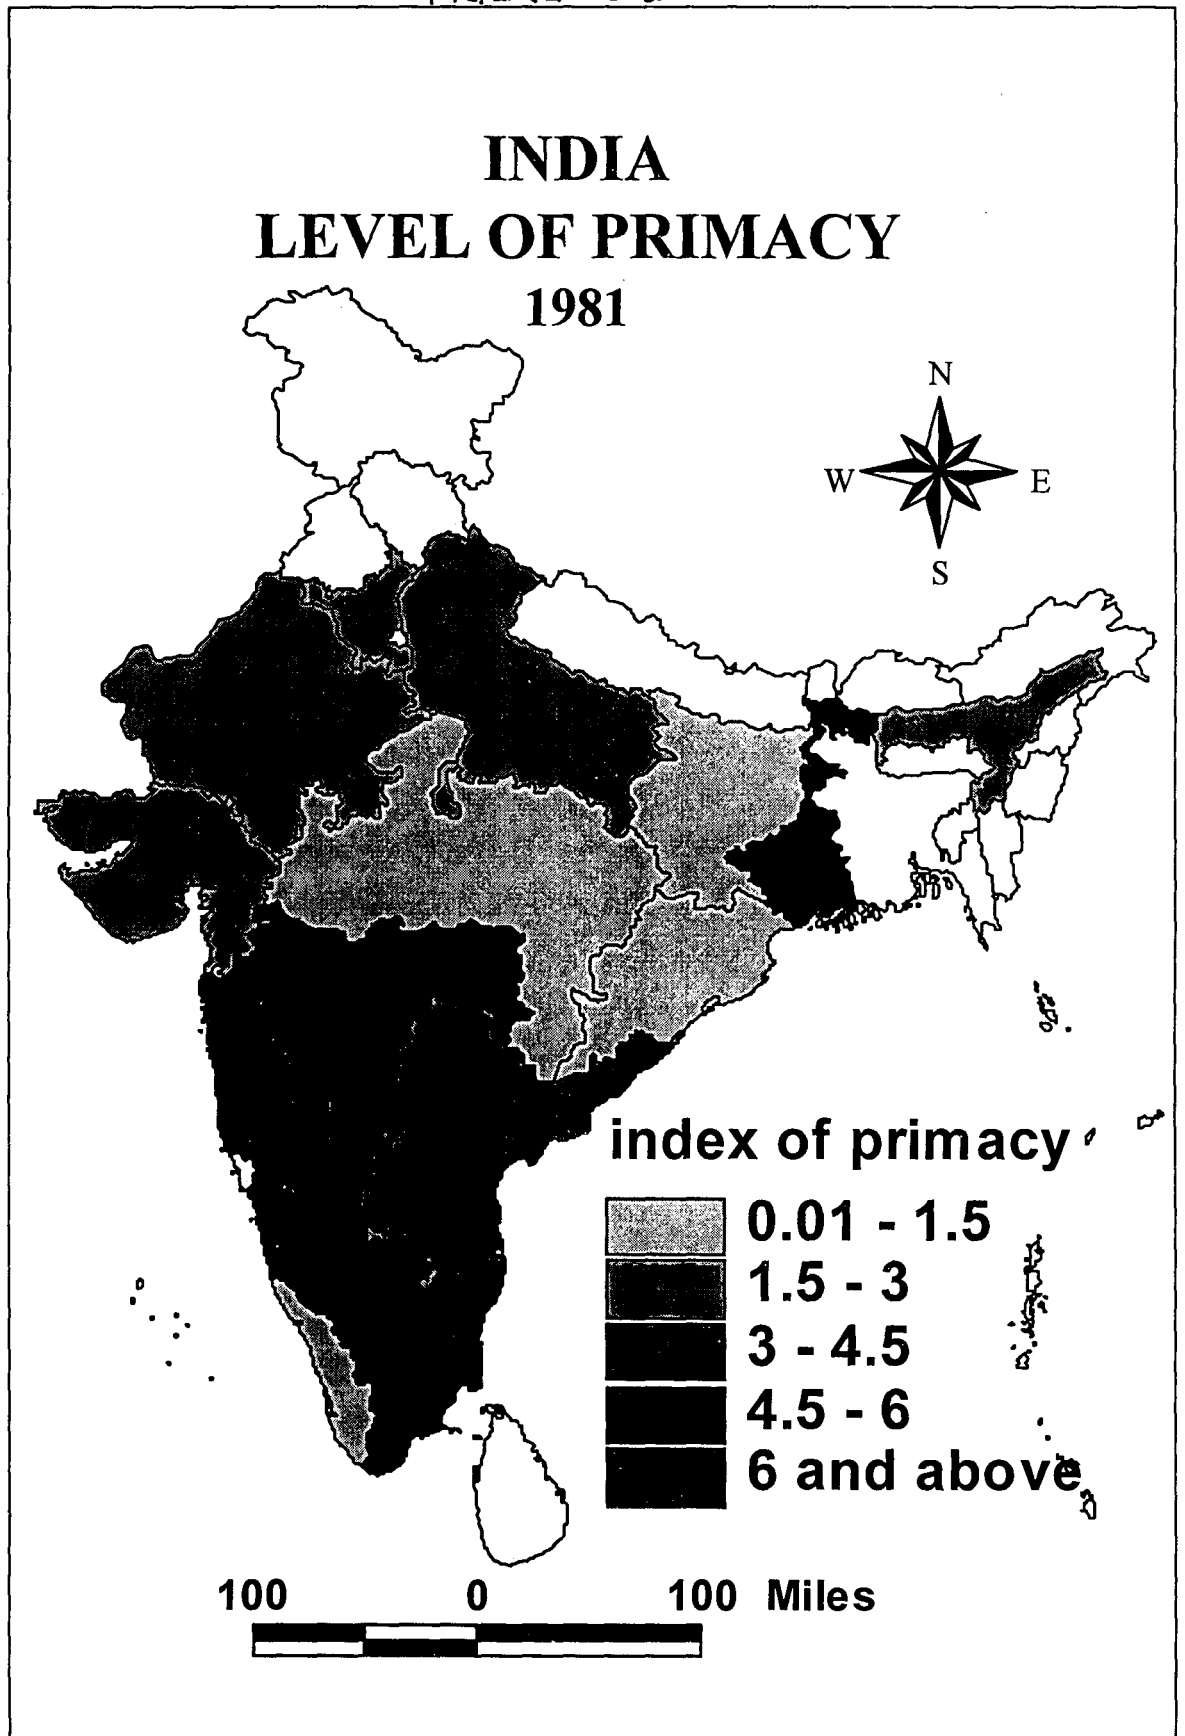 INDIA
LEVEL OF PRIMACY
1981
N
W E
S
index of primacy
0.01 - 1.5
1.5 - 3
3 - 4.5
4.5 - 6
6 and above
100 0 100 Miles